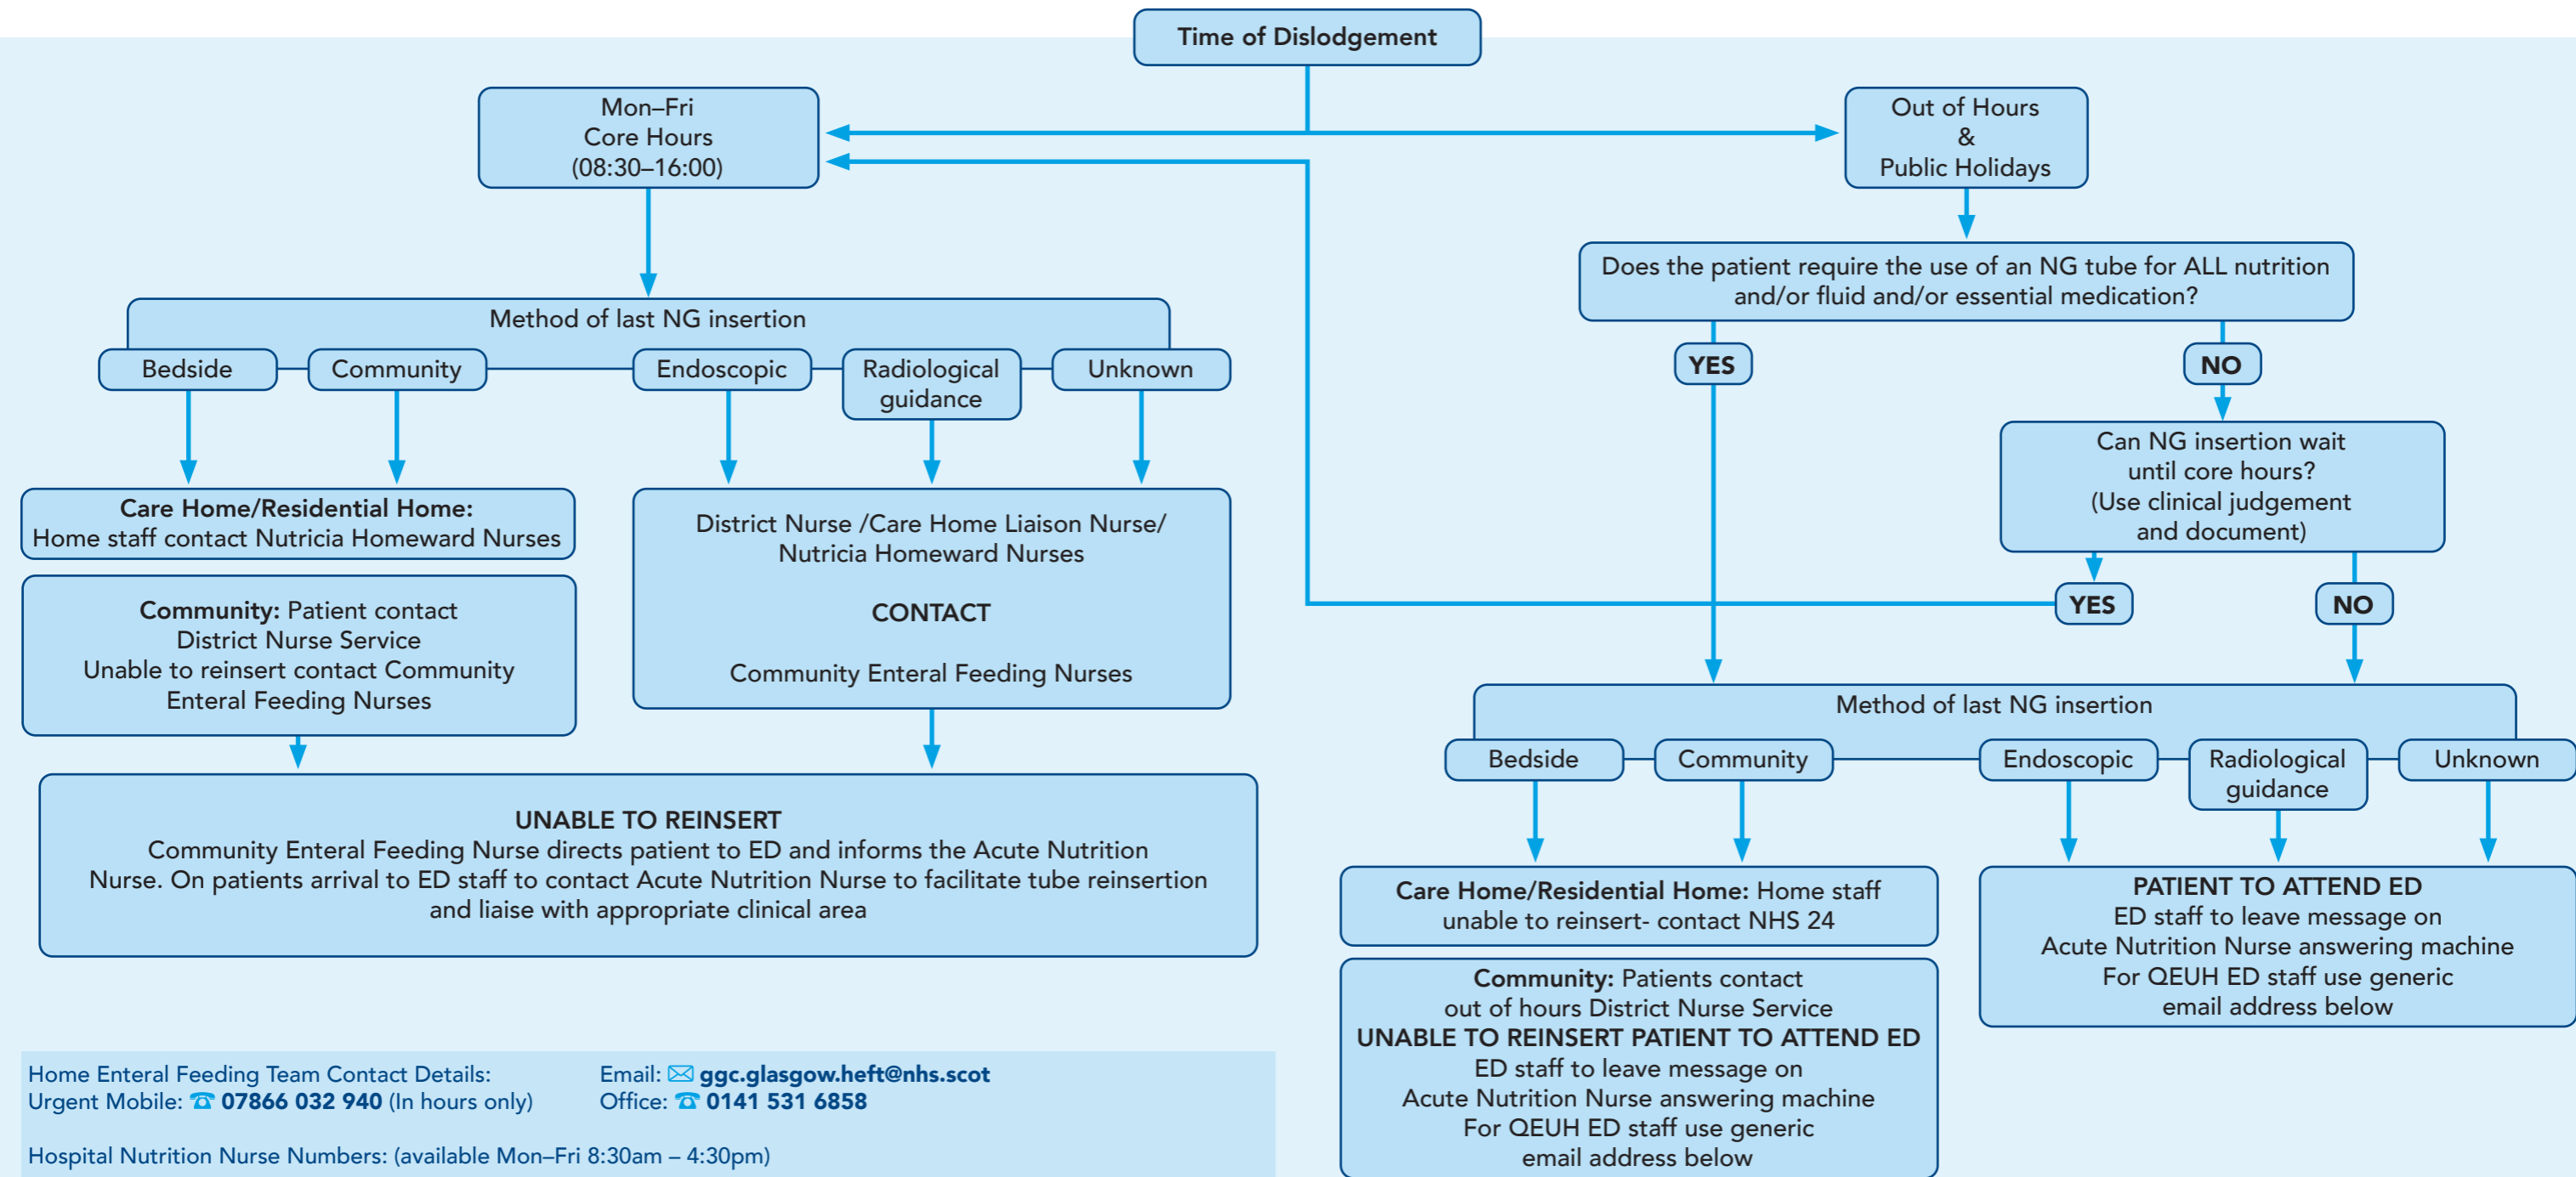 Time of Dislodgement
Mon–Fri
Core Hours
(08:30–16:00)
Out of Hours
&
Public Holidays
Does the patient require the use of an NG tube for ALL nutrition
and/or fluid and/or essential medication?
YES
NO
Can NG insertion wait
until core hours?
(Use clinical judgement
and document)
YES
NO
Method of last NG insertion
Bedside
Community
Endoscopic
Radiological
guidance
Unknown
Care Home/Residential Home:
Home staff contact Nutricia Homeward Nurses
Community: Patient contact
District Nurse Service
Unable to reinsert contact Community
Enteral Feeding Nurses
District Nurse /Care Home Liaison Nurse/
Nutricia Homeward Nurses
CONTACT
Community Enteral Feeding Nurses
UNABLE TO REINSERT
Community Enteral Feeding Nurse directs patient to ED and informs the Acute Nutrition
Nurse. On patients arrival to ED staff to contact Acute Nutrition Nurse to facilitate tube reinsertion
and liaise with appropriate clinical area
Method of last NG insertion
Bedside
Community
Endoscopic
Radiological
guidance
Unknown
Care Home/Residential Home: Home staff
unable to reinsert- contact NHS 24
Community: Patients contact
out of hours District Nurse Service
UNABLE TO REINSERT PATIENT TO ATTEND ED
ED staff to leave message on
Acute Nutrition Nurse answering machine
For QEUH ED staff use generic
email address below
PATIENT TO ATTEND ED
ED staff to leave message on
Acute Nutrition Nurse answering machine
For QEUH ED staff use generic
email address below
Home Enteral Feeding Team Contact Details:
Urgent Mobile: ☎ 07866 032 940 (In hours only)
Email: ✉ ggc.glasgow.heft@nhs.scot
Office: ☎ 0141 531 6858
Hospital Nutrition Nurse Numbers: (available Mon–Fri 8:30am – 4:30pm)